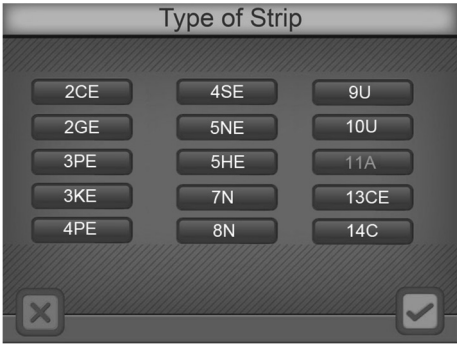 Type of Strip
2CE 4SE 9U
2GE 5NE 10U
3PE 5HE 11A
3KE 7N 13CE
4PE 8N 14C